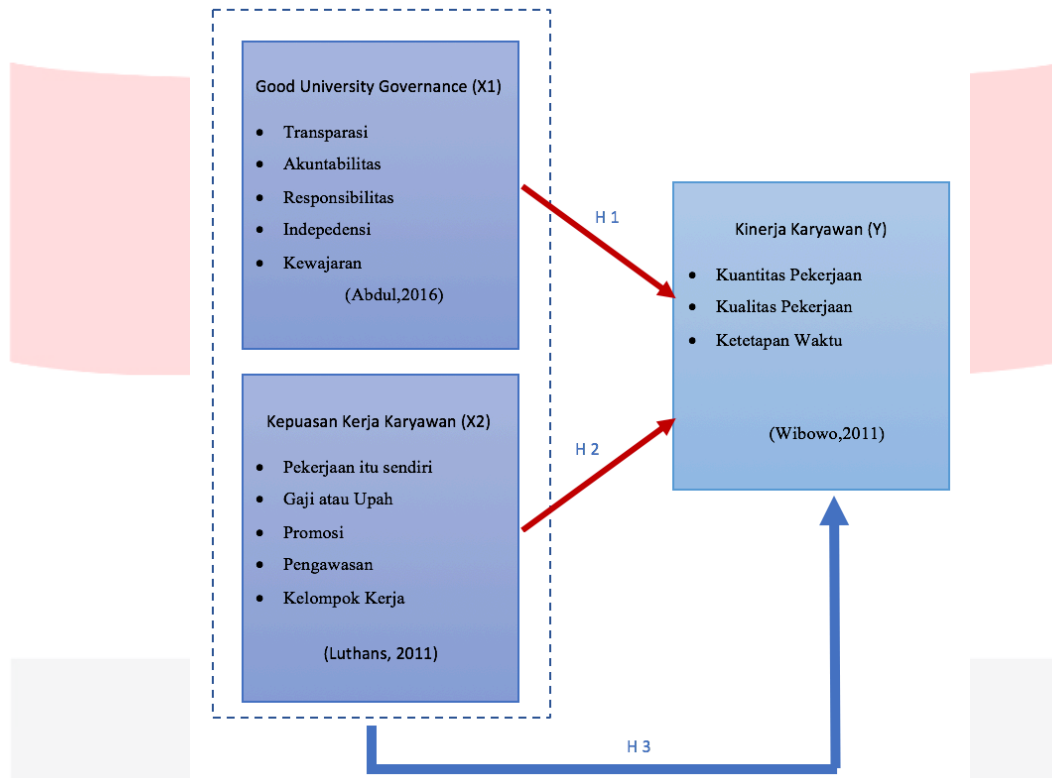 Good University Governance (X1)
• Transparasi
• Akuntabilitas
• Responsibilitas
• Indepedensi
• Kewajaran
(Abdul,2016)
H 1
Kinerja Karyawan (Y)
• Kuantitas Pekerjaan
• Kualitas Pekerjaan
• Ketetapan Waktu
(Wibowo,2011)
Kepuasan Kerja Karyawan (X2)
• Pekerjaan itu sendiri
• Gaji atau Upah
• Promosi
• Pengawasan
• Kelompok Kerja
(Luthans, 2011)
H 2
H 3